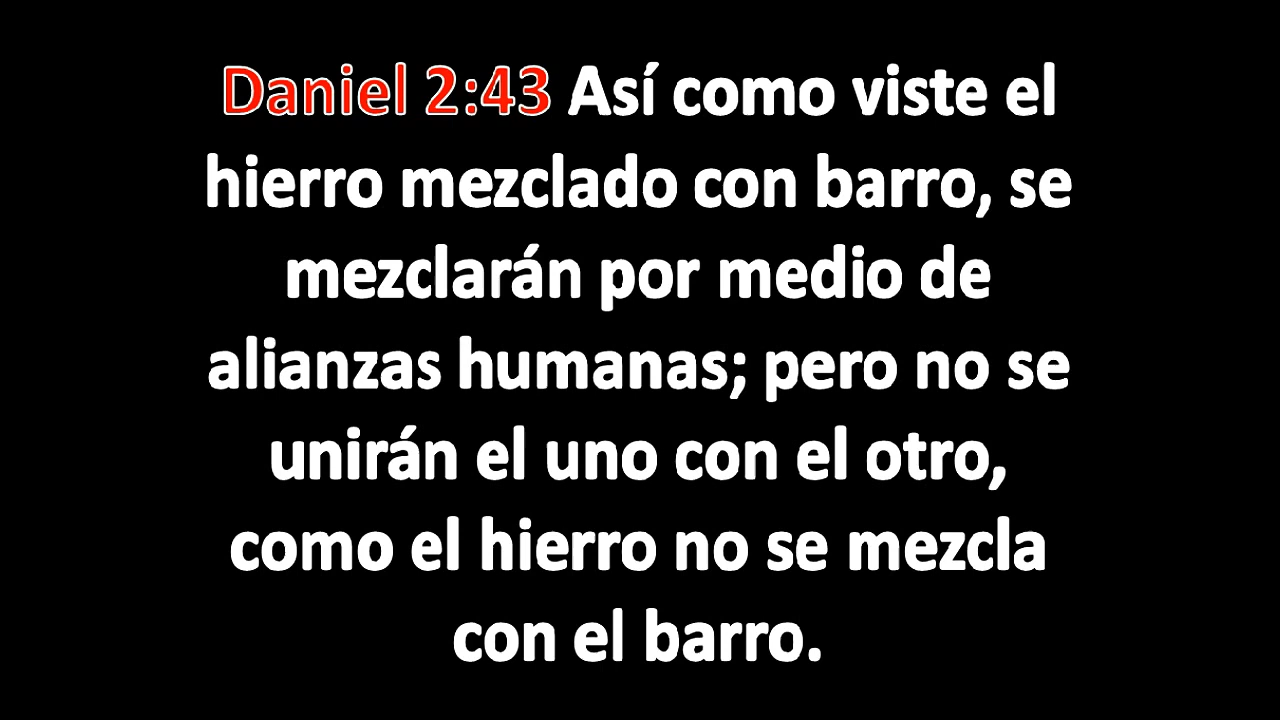 Daniel 2:43 Así como viste el
hierro mezclado con barro, se
mezclarán por medio de
alianzas humanas; pero no se
unirán el uno con el otro,
como el hierro no se mezcla
con el barro.